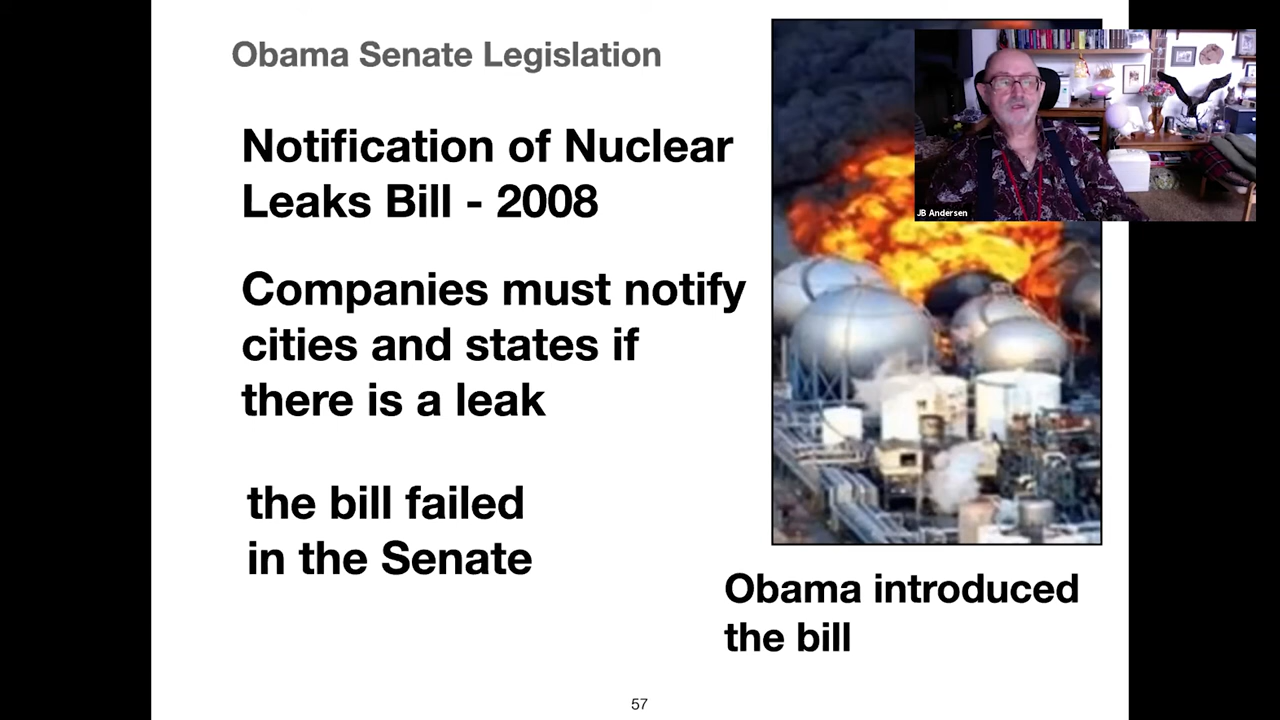 Obama Senate Legislation
Notification of Nuclear
Leaks Bill - 2008
Companies must notify
cities and states if
there is a leak
the bill failed
in the Senate
JB Andersen
Obama introduced
the bill
57